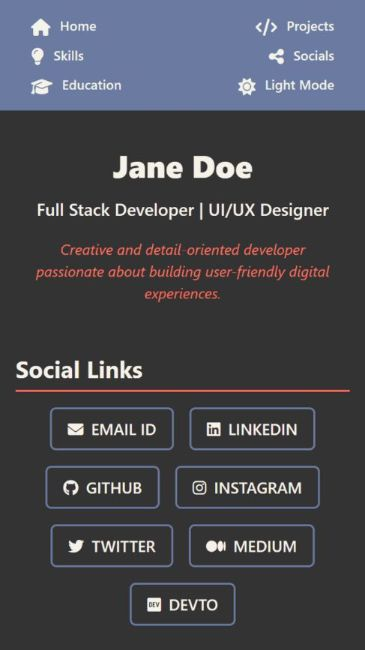 Home
Projects
Skills
Socials
Education
Light Mode
Jane Doe
Full Stack Developer | UI/UX Designer
Creative and detail-oriented developer
passionate about building user-friendly digital
experiences.
Social Links
EMAIL ID
LINKEDIN
GITHUB
INSTAGRAM
TWITTER
MEDIUM
DEV DEVTO